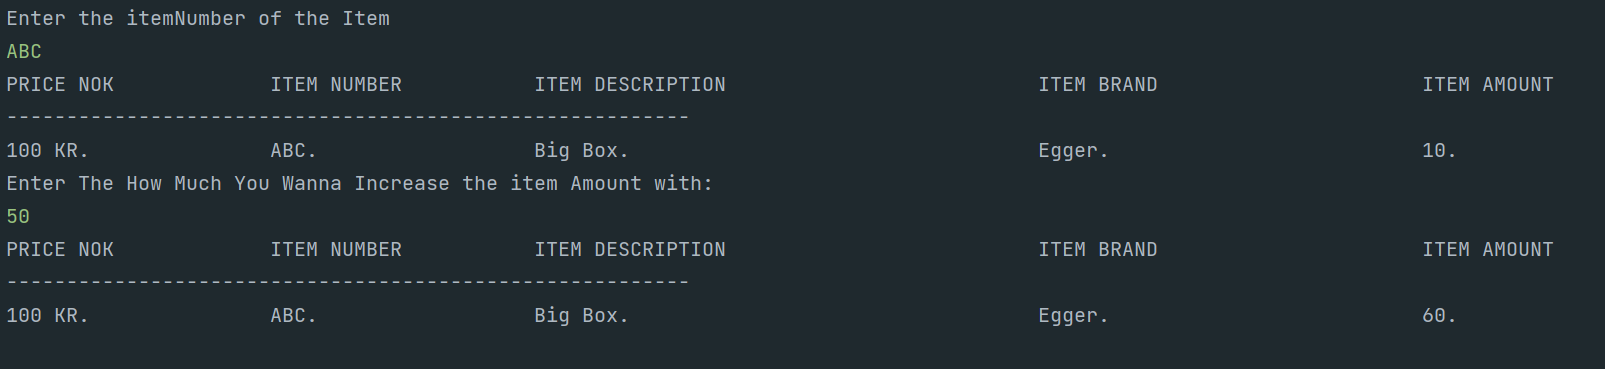 Enter the itemNumber of the Item
ABC
PRICE NOK             ITEM NUMBER           ITEM DESCRIPTION                          ITEM BRAND                      ITEM AMOUNT
---------------------------------------------------------
100 KR.               ABC.                  Big Box.                                  Egger.                          10.
Enter The How Much You Wanna Increase the item Amount with:
50
PRICE NOK             ITEM NUMBER           ITEM DESCRIPTION                          ITEM BRAND                      ITEM AMOUNT
---------------------------------------------------------
100 KR.               ABC.                  Big Box.                                  Egger.                          60.